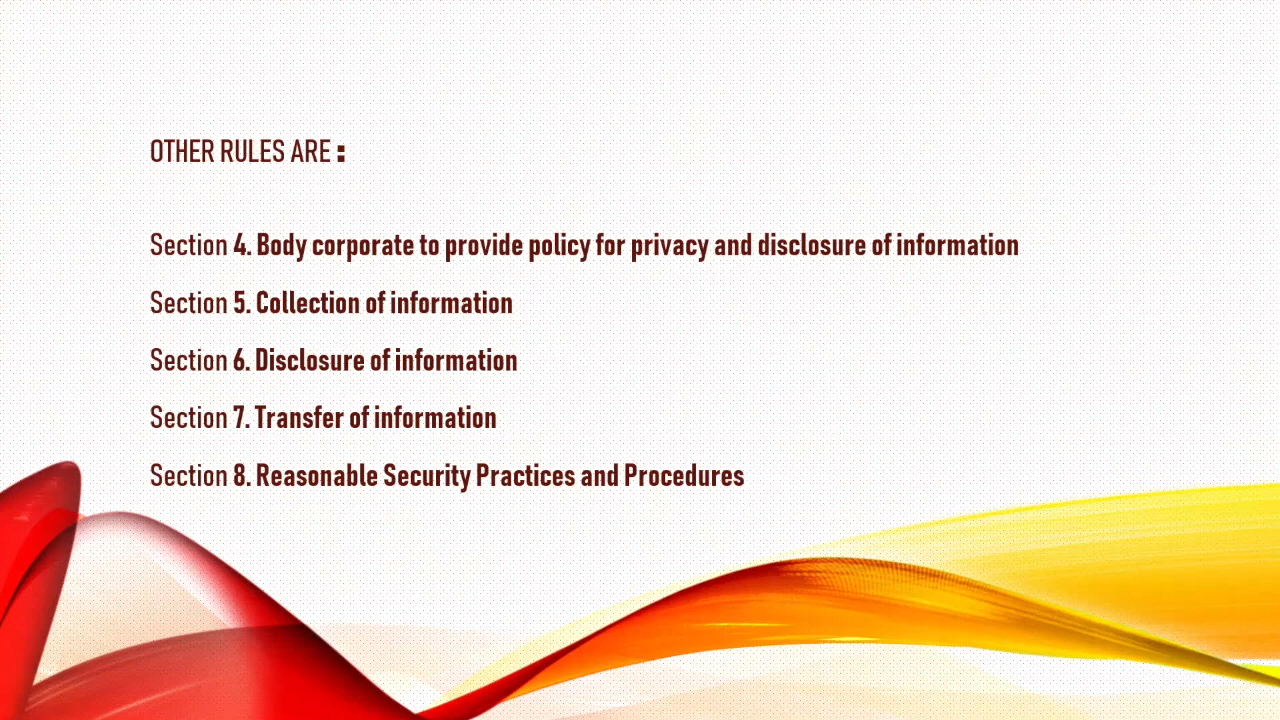 OTHER RULES ARE :
Section 4. Body corporate to provide policy for privacy and disclosure of information
Section 5. Collection of information
Section 6. Disclosure of information
Section 7. Transfer of information
Section 8. Reasonable Security Practices and Procedures